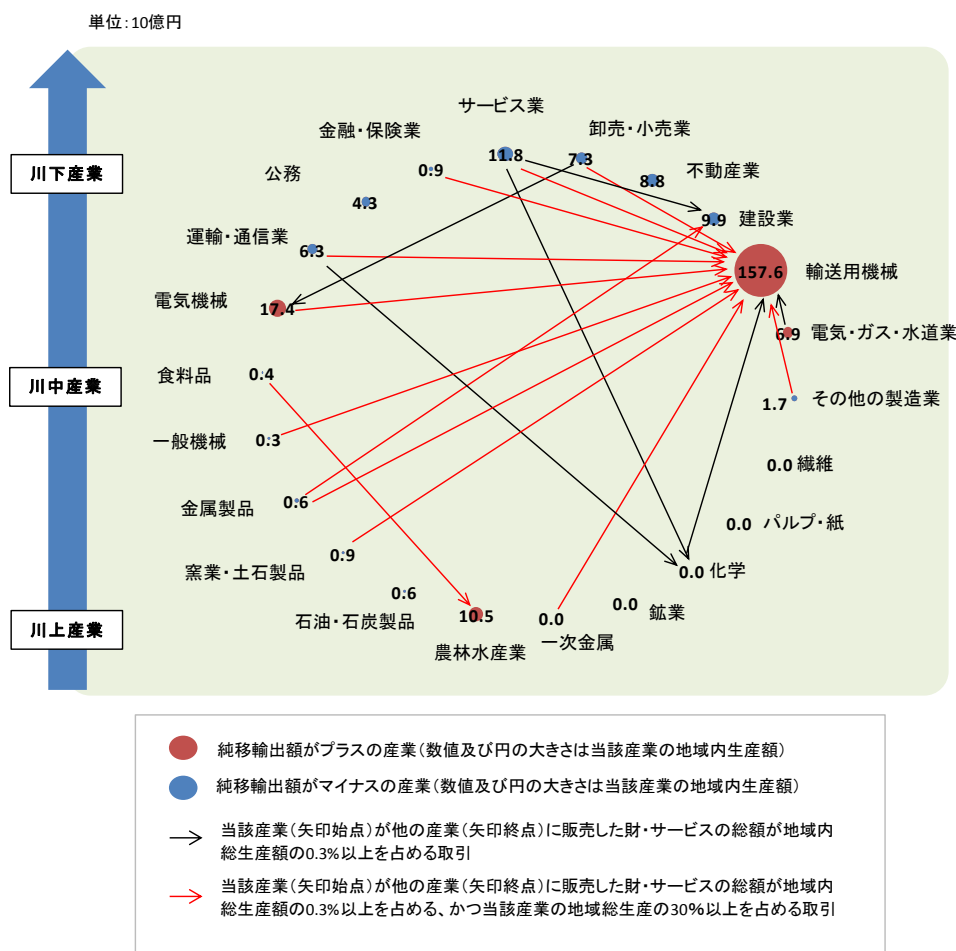 単位：10億円
サービス業
金融・保険業
卸売・小売業
11.8
7.3
川下産業
公務
0.9
不動産業
8.8
4.3
9.9
建設業
運輸・通信業
6.3
157.6
輸送用機械
電気機械
17.4
6.9
電気・ガス・水道業
川中産業
食料品
0.4
1.7
その他の製造業
一般機械
0.3
0.0
繊維
金属製品
0.6
0.0
パルプ・紙
窯業・土石製品
0.9
0.0
化学
0.6
石油・石炭製品
0.0
鉱業
川上産業
10.5
農林水産業
0.0
一次金属
純移輸出額がプラスの産業（数値及び円の大きさは当該産業の地域内生産額）
純移輸出額がマイナスの産業（数値及び円の大きさは当該産業の地域内生産額）
当該産業（矢印始点）が他の産業（矢印終点）に販売した財・サービスの総額が地域内
総生産額の0.3%以上を占める取引
当該産業（矢印始点）が他の産業（矢印終点）に販売した財・サービスの総額が地域内
総生産額の0.3%以上を占める、かつ当該産業の地域総生産の30%以上を占める取引